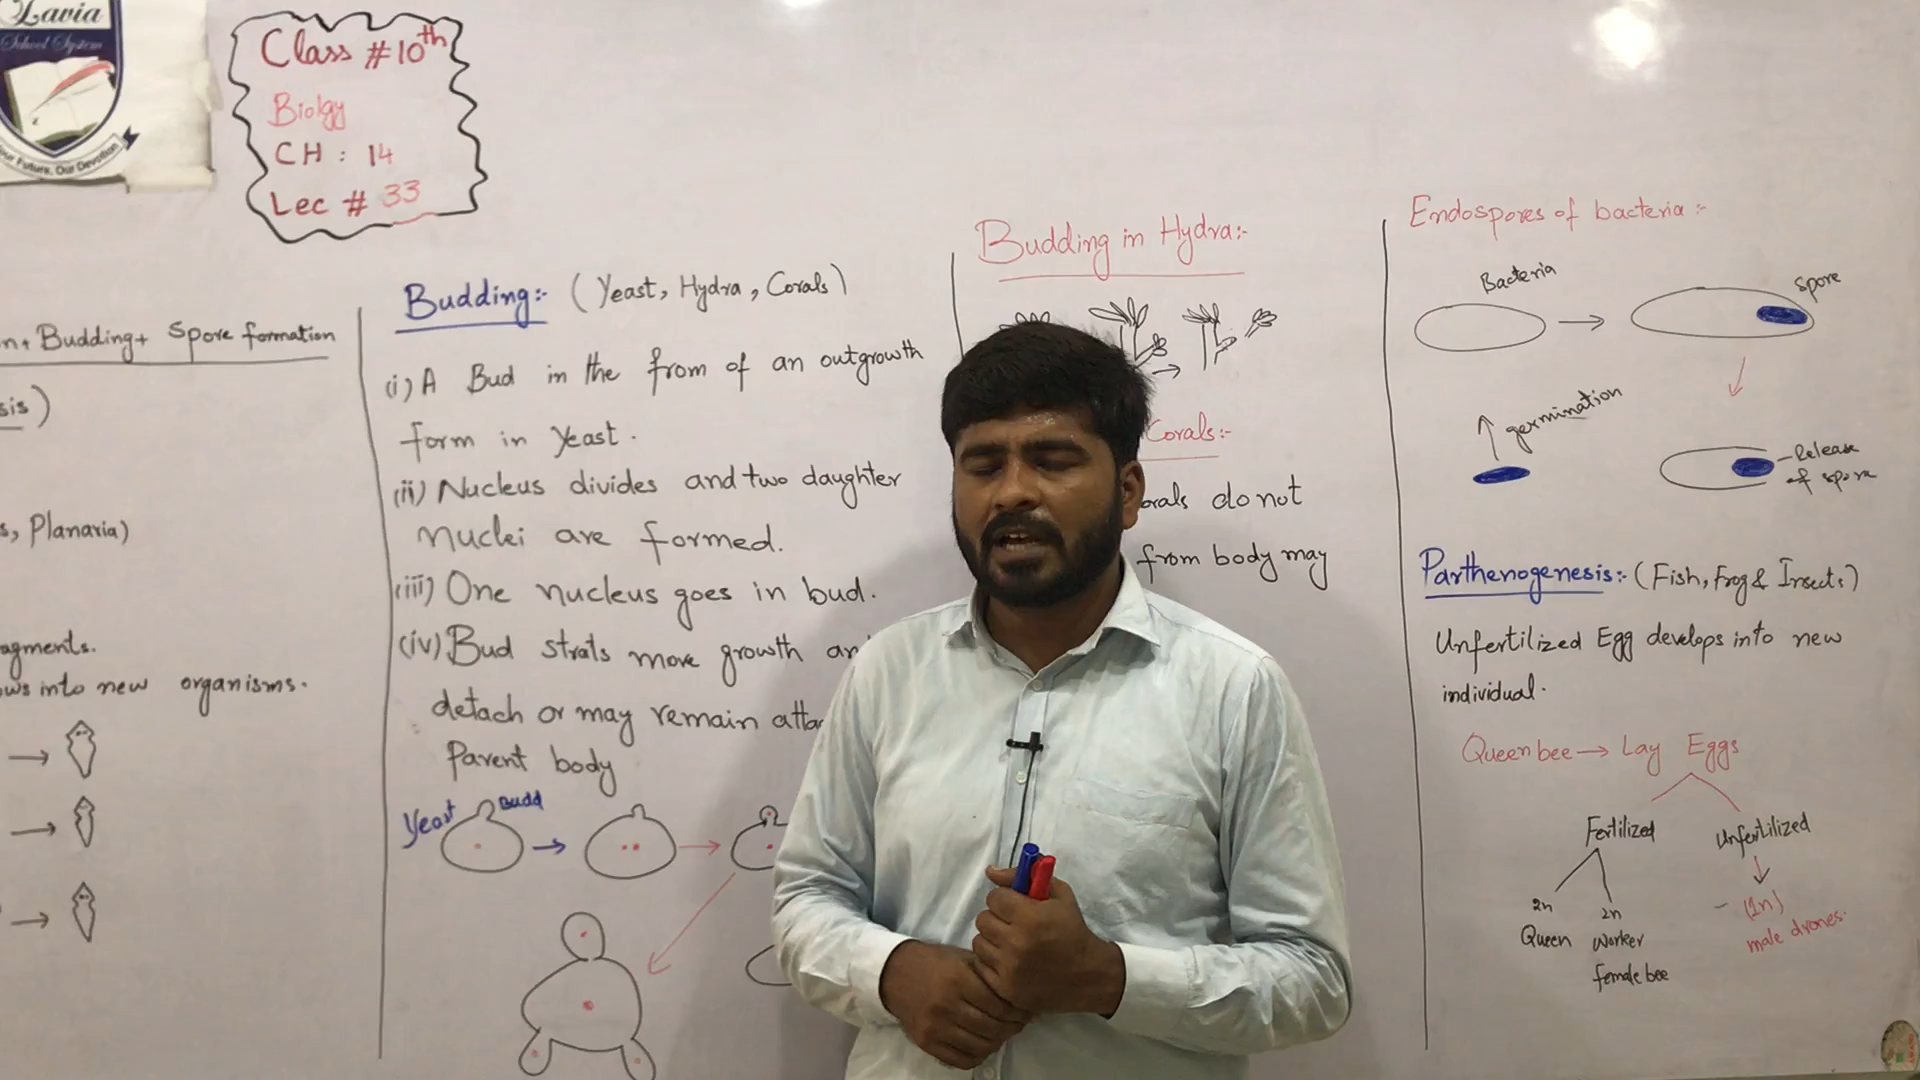 Lavia
School System
our Future, Our Devotion
Class #10th
Biolgy
CH : 14
Lec # 33
n+ Budding+ Spore formation
sis)
s, Planaria)
agments.
ows into new organisms.
Budding:- (Yeast, Hydra, Corals)
(i) A Bud in the from of an outgrowth
form in Yeast.
(ii) Nucleus divides and two daughter
nuclei are formed.
(iii) One nucleus goes in bud.
(iv) Bud strats more growth an
detach or may remain atta
Parent body
Yeast Budd
Budding in Hydra:-
Corals:-
orals do not
from body may
Endospores of bacteria:-
Bacteria
Spore
germination
Release
of spore
Parthenogenesis:- (Fish, Frog & Insects)
Unfertilized Egg develops into new
individual.
Queen bee → Lay Eggs
Fertilized Unfertilized
2n 2n (1n)
Queen Worker male drones.
female bee